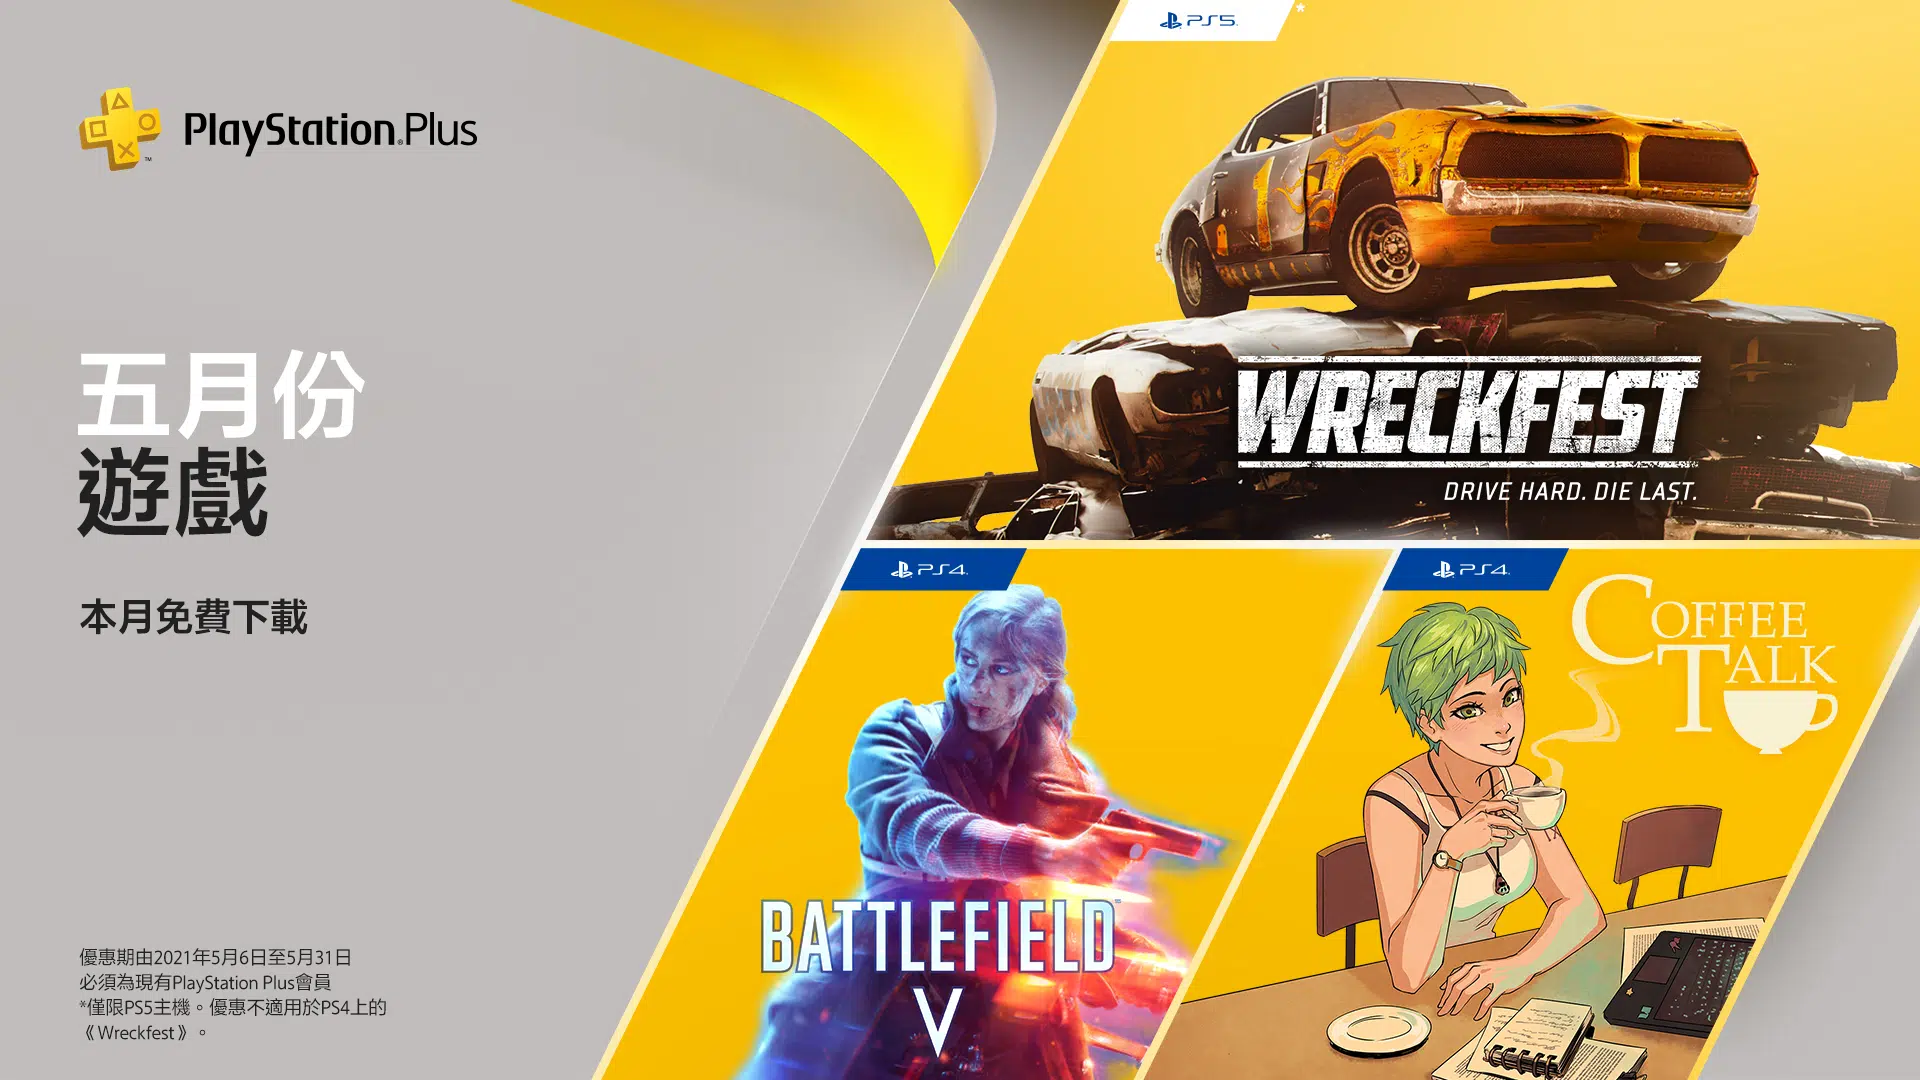 PlayStation®Plus
五月份
遊戲
本月免費下載
優惠期由2021年5月6日至5月31日
必須為現有PlayStation Plus會員
*僅限PS5主機。優惠不適用於PS4上的
《Wreckfest》。
PS5 *
WRECKFEST
DRIVE HARD. DIE LAST.
PS4
BATTLEFIELD™
V
PS4
COFFEE
TALK